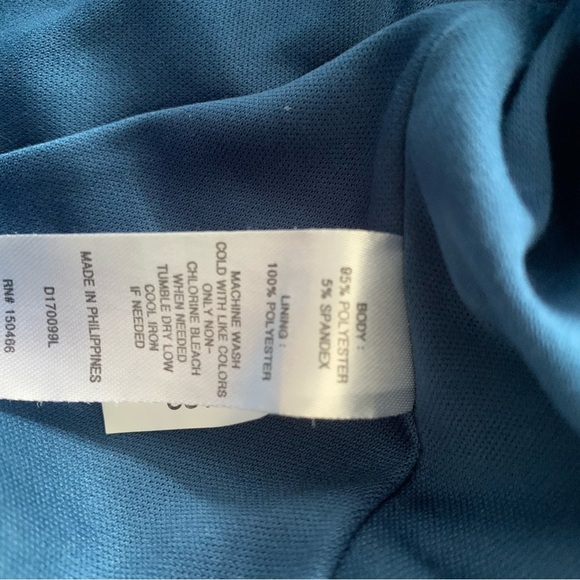 BODY :
95% POLYESTER
5% SPANDEX
LINING :
100% POLYESTER
MACHINE WASH
COLD WITH LIKE COLORS
ONLY NON-
CHLORINE BLEACH
WHEN NEEDED
TUMBLE DRY LOW
COOL IRON
IF NEEDED
MADE IN PHILIPPINES
D170099L
RN# 150466